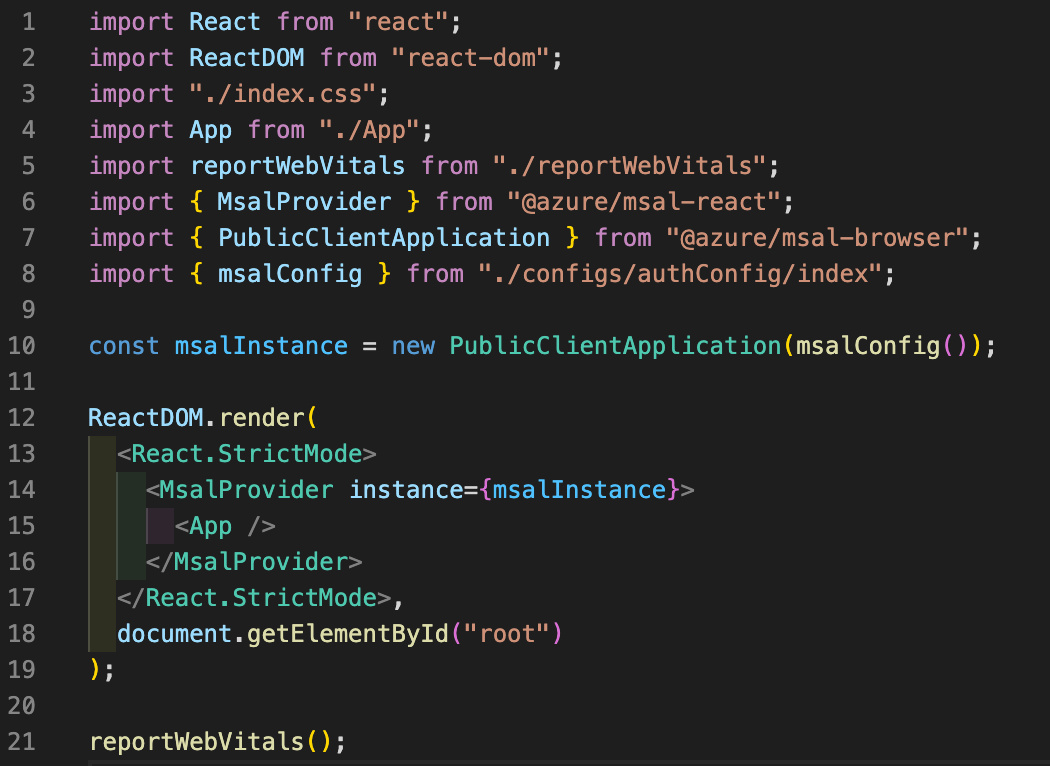 1 import React from "react";
2 import ReactDOM from "react-dom";
3 import "./index.css";
4 import App from "./App";
5 import reportWebVitals from "./reportWebVitals";
6 import { MsalProvider } from "@azure/msal-react";
7 import { PublicClientApplication } from "@azure/msal-browser";
8 import { msalConfig } from "./configs/authConfig/index";
9
10 const msalInstance = new PublicClientApplication(msalConfig());
11
12 ReactDOM.render(
13   <React.StrictMode>
14     <MsalProvider instance={msalInstance}>
15       <App />
16     </MsalProvider>
17   </React.StrictMode>,
18   document.getElementById("root")
19 );
20
21 reportWebVitals();